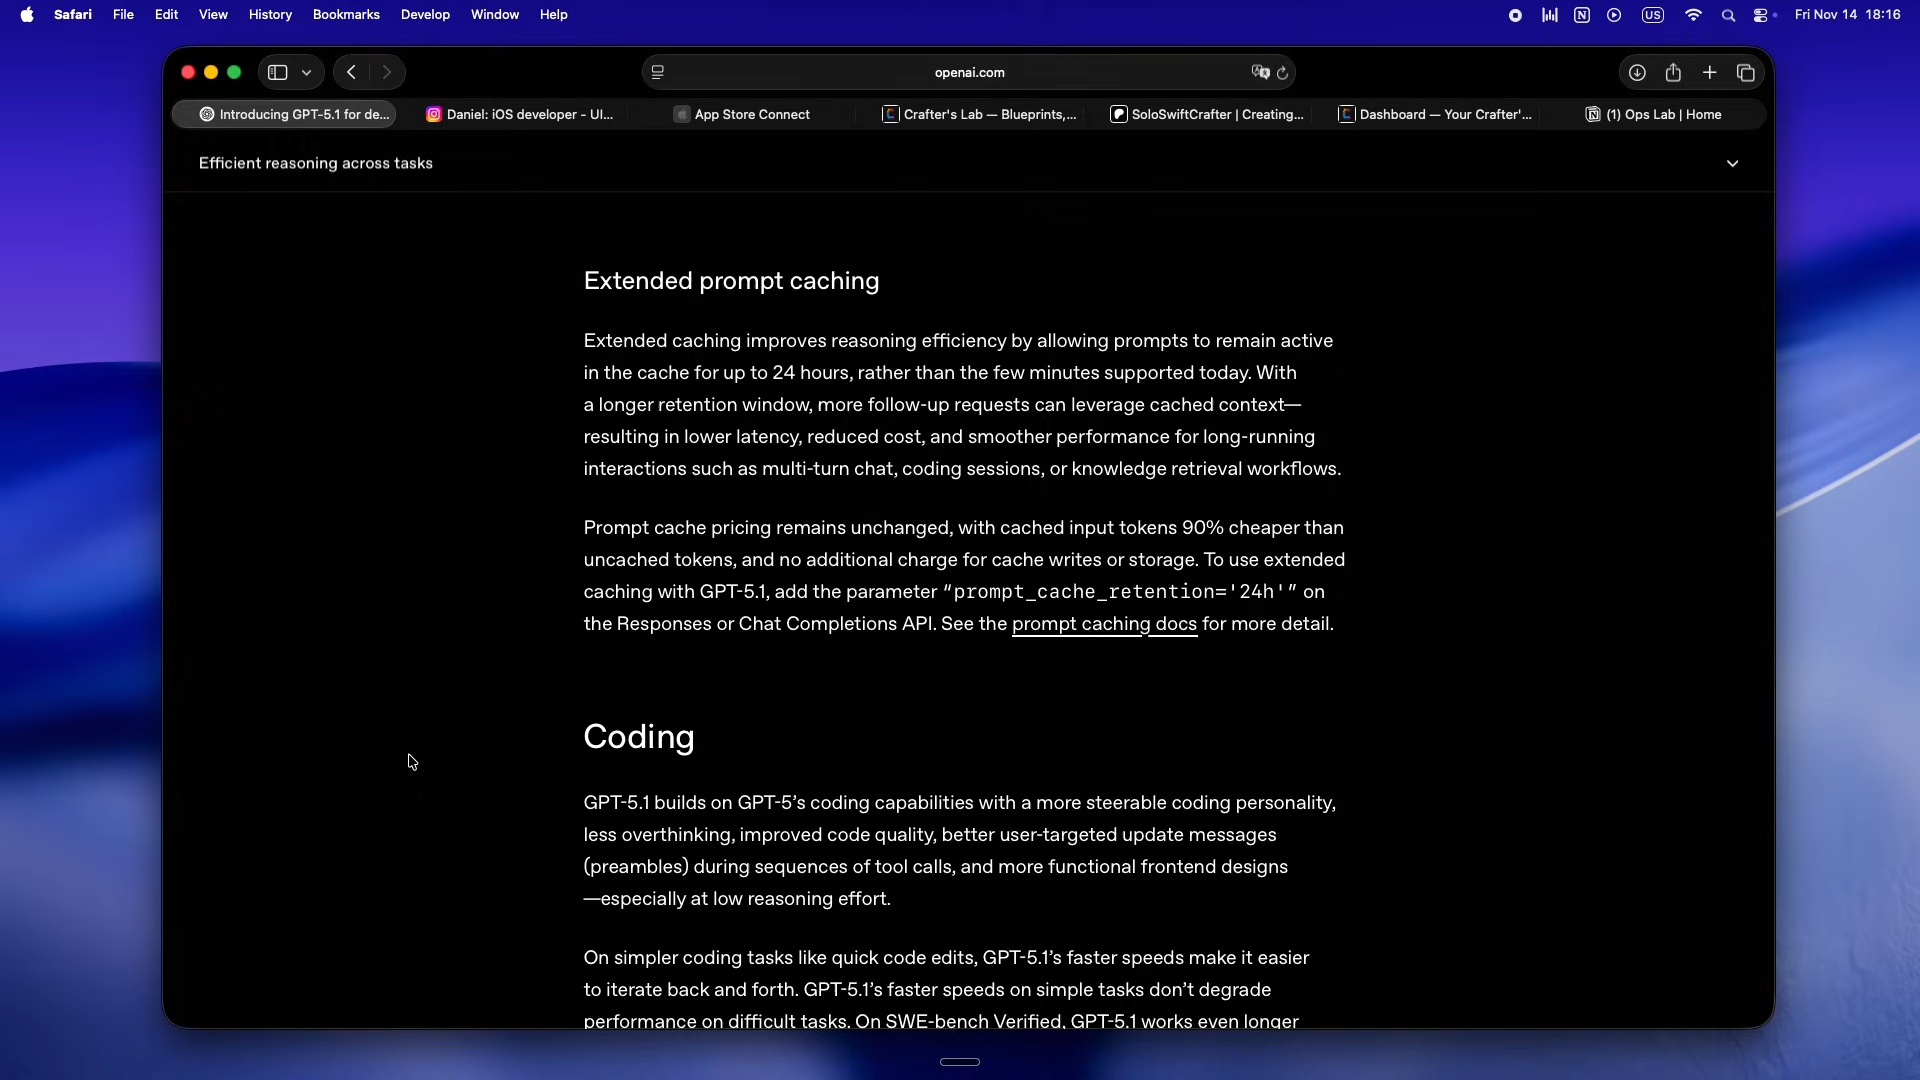 Safari File Edit View History Bookmarks Develop Window Help US Fri Nov 14 18:16
openai.com
Introducing GPT-5.1 for de... Daniel: iOS developer - UI... App Store Connect Crafter's Lab — Blueprints,... SoloSwiftCrafter | Creating... Dashboard — Your Crafter'... (1) Ops Lab | Home
Efficient reasoning across tasks
Extended prompt caching
Extended caching improves reasoning efficiency by allowing prompts to remain active
in the cache for up to 24 hours, rather than the few minutes supported today. With
a longer retention window, more follow-up requests can leverage cached context—
resulting in lower latency, reduced cost, and smoother performance for long-running
interactions such as multi-turn chat, coding sessions, or knowledge retrieval workflows.
Prompt cache pricing remains unchanged, with cached input tokens 90% cheaper than
uncached tokens, and no additional charge for cache writes or storage. To use extended
caching with GPT-5.1, add the parameter “prompt_cache_retention='24h'” on
the Responses or Chat Completions API. See the prompt caching docs for more detail.
Coding
GPT-5.1 builds on GPT-5’s coding capabilities with a more steerable coding personality,
less overthinking, improved code quality, better user-targeted update messages
(preambles) during sequences of tool calls, and more functional frontend designs
—especially at low reasoning effort.
On simpler coding tasks like quick code edits, GPT-5.1’s faster speeds make it easier
to iterate back and forth. GPT-5.1’s faster speeds on simple tasks don’t degrade
performance on difficult tasks. On SWE-bench Verified, GPT-5.1 works even longer